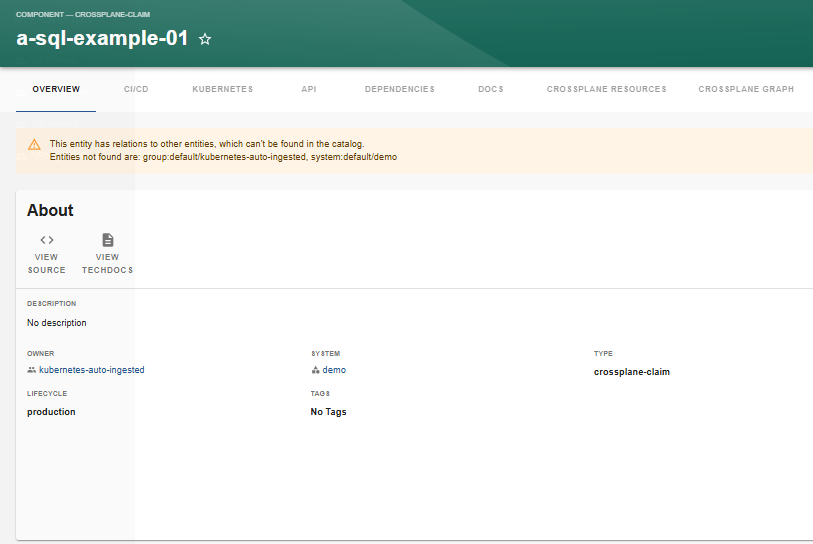 COMPONENT — CROSSPLANE-CLAIM
a-sql-example-01
OVERVIEW CI/CD KUBERNETES API DEPENDENCIES DOCS CROSSPLANE RESOURCES CROSSPLANE GRAPH
This entity has relations to other entities, which can't be found in the catalog.
Entities not found are: group:default/kubernetes-auto-ingested, system:default/demo
About
VIEW SOURCE
VIEW TECHDOCS
DESCRIPTION
No description
OWNER SYSTEM TYPE
kubernetes-auto-ingested demo crossplane-claim
LIFECYCLE TAGS
production No Tags